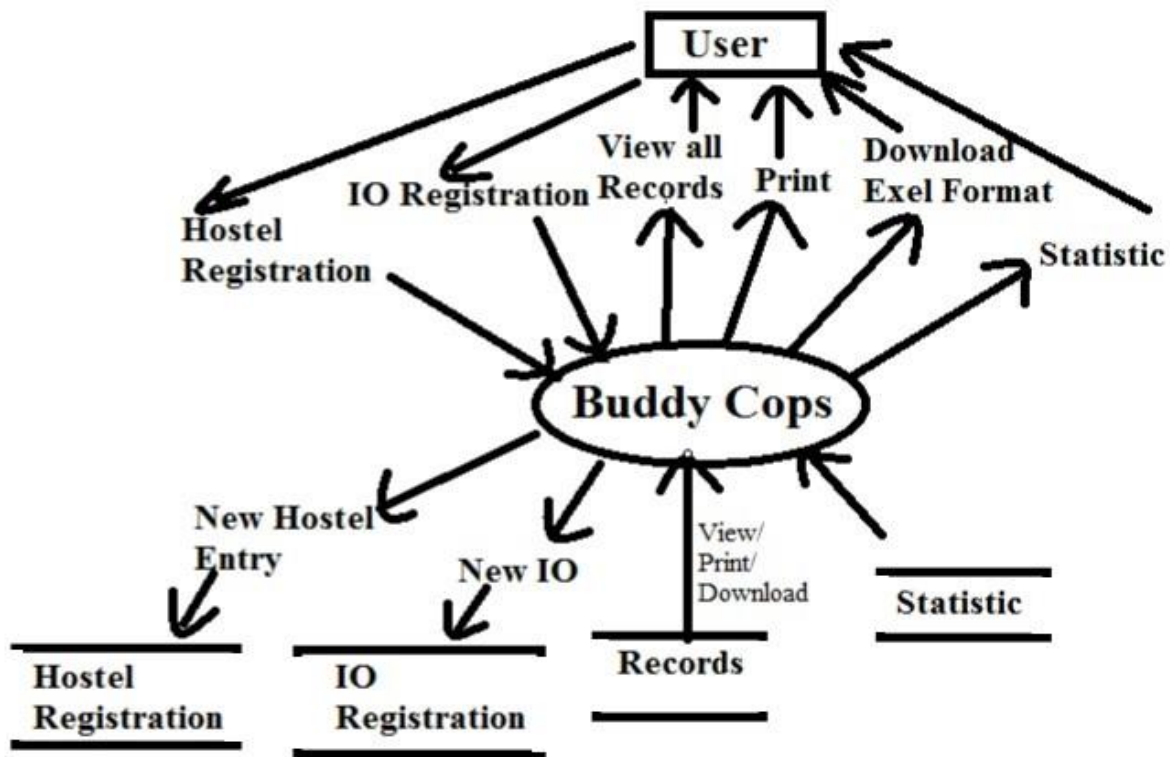 User
View all
Records
Print
Download
Exel Format
IO Registration
Hostel
Registration
Statistic
Buddy Cops
New Hostel
Entry
New IO
View/
Print/
Download
Statistic
Hostel
Registration
IO
Registration
Records